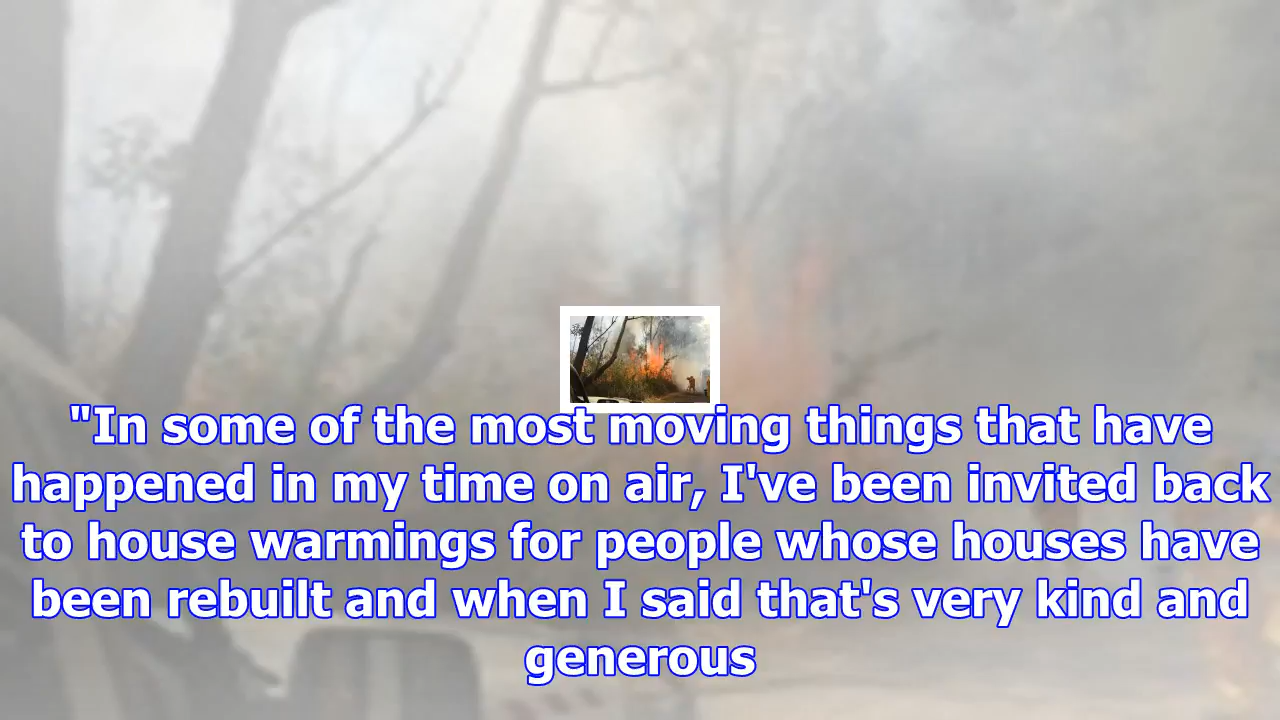 "In some of the most moving things that have
happened in my time on air, I've been invited back
to house warmings for people whose houses have
been rebuilt and when I said that's very kind and
generous